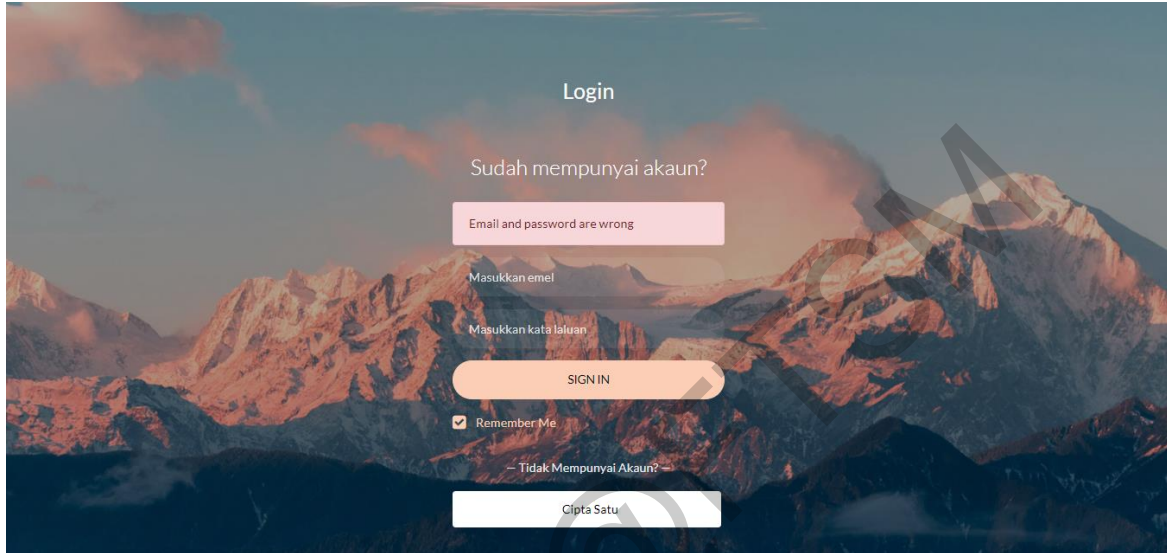 Login
Sudah mempunyai akaun?
Email and password are wrong
Masukkan emel
Masukkan kata laluan
SIGN IN
Remember Me
— Tidak Mempunyai Akaun? —
Cipta Satu